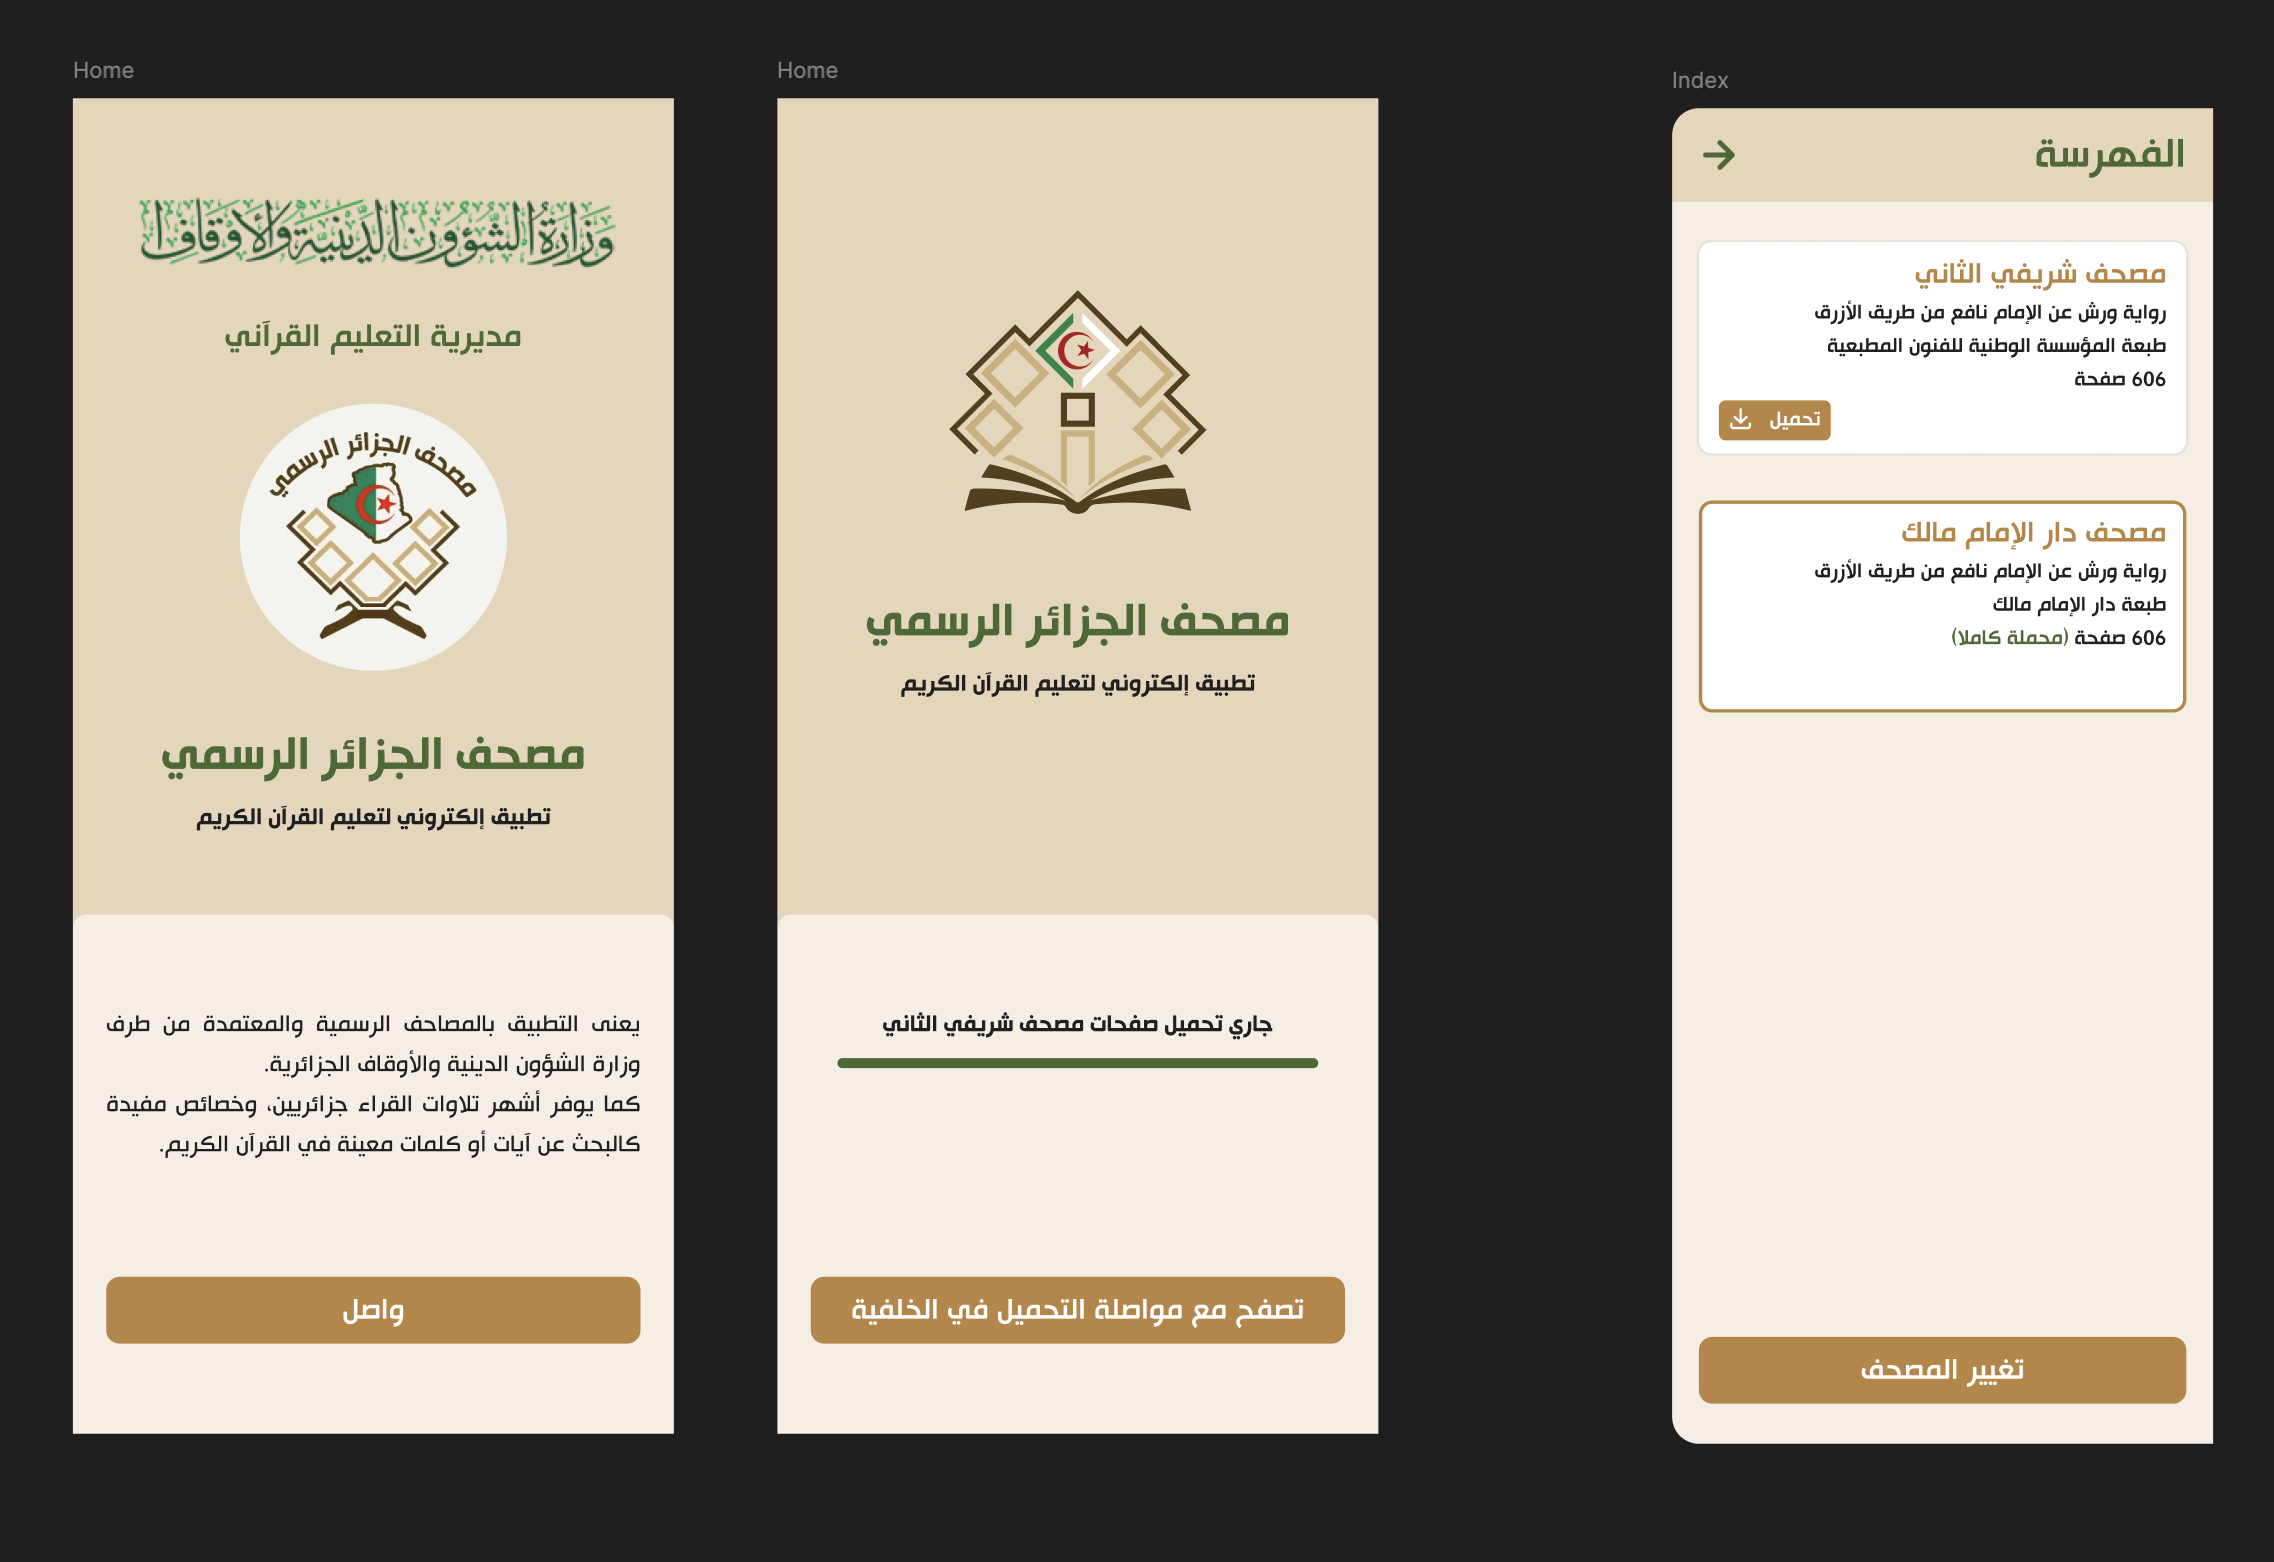 Home
وزارة الشؤون الدينية والأوقاف
مديرية التعليم القرآني
مصحف الجزائر الرسمي
مصحف الجزائر الرسمي
تطبيق إلكتروني لتعليم القرآن الكريم
يعنى التطبيق بالمصاحف الرسمية والمعتمدة من طرف
وزارة الشؤون الدينية والأوقاف الجزائرية.
كما يوفر أشهر تلاوات القراء جزائريين، وخصائص مفيدة
كالبحث عن آيات أو كلمات معينة في القرآن الكريم.
واصل
Home
مصحف الجزائر الرسمي
تطبيق إلكتروني لتعليم القرآن الكريم
جاري تحميل صفحات مصحف شريفي الثاني
تصفح مع مواصلة التحميل في الخلفية
Index
الفهرسة
مصحف شريفي الثاني
رواية ورش عن الإمام نافع من طريق الأزرق
طبعة المؤسسة الوطنية للفنون المطبعية
606 صفحة
تحميل
مصحف دار الإمام مالك
رواية ورش عن الإمام نافع من طريق الأزرق
طبعة دار الإمام مالك
606 صفحة (محملة كاملا)
تغيير المصحف